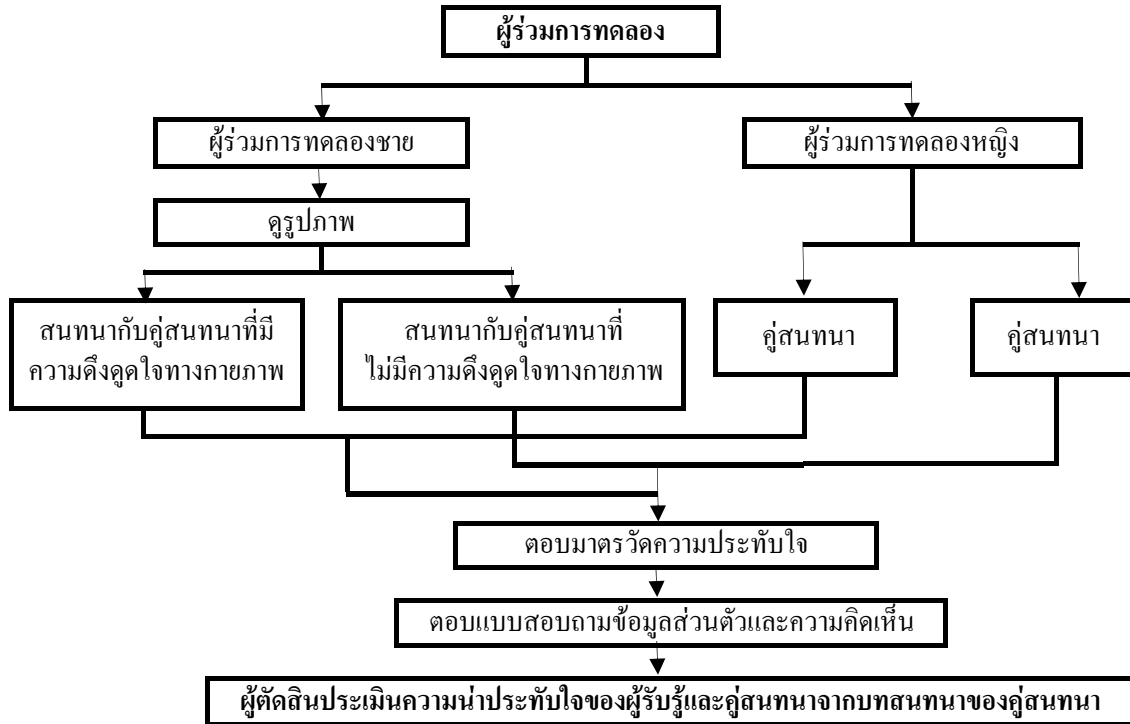 ผู้ร่วมการทดลอง
ผู้ร่วมการทดลองชาย
ผู้ร่วมการทดลองหญิง
ดูรูปภาพ
สนทนากับคู่สนทนาที่มี
ความดึงดูดใจทางกายภาพ
สนทนากับคู่สนทนาที่
ไม่มีความดึงดูดใจทางกายภาพ
คู่สนทนา
คู่สนทนา
ตอบมาตรวัดความประทับใจ
ตอบแบบสอบถามข้อมูลส่วนตัวและความคิดเห็น
ผู้ตัดสินประเมินความน่าประทับใจของผู้รับรู้และคู่สนทนาจากบทสนทนาของคู่สนทนา